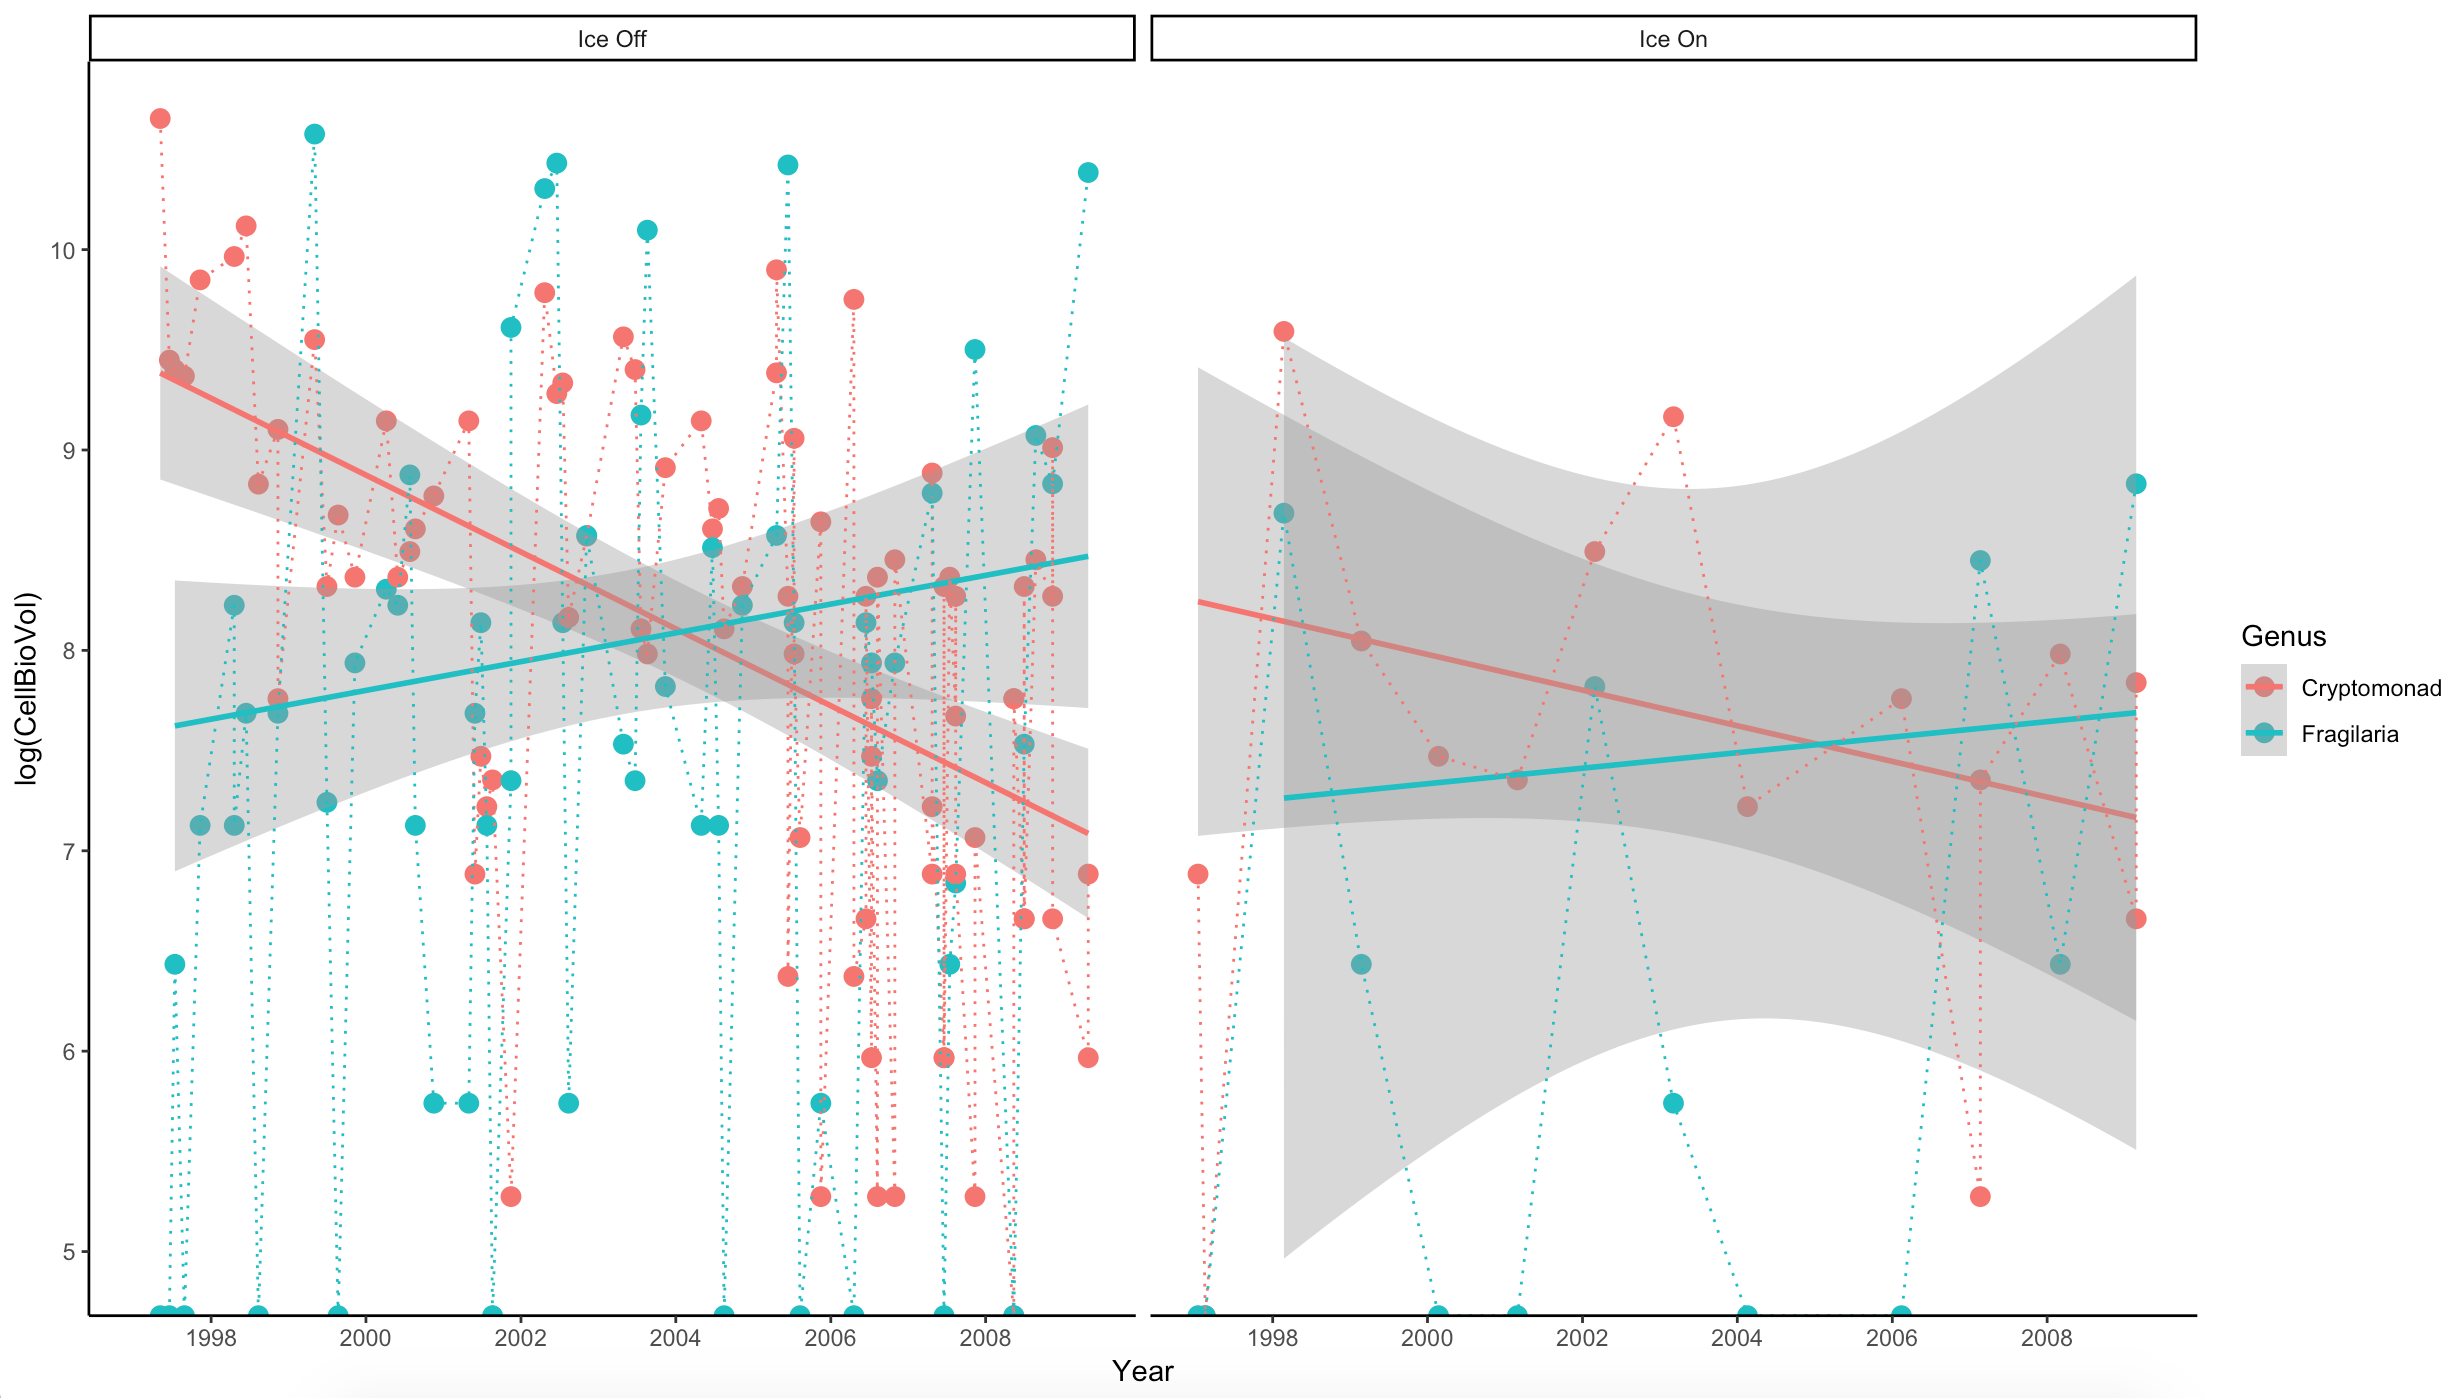 Ice Off
Ice On
log(CellBioVol)
10
9
8
7
6
5
1998 2000 2002 2004 2006 2008
1998 2000 2002 2004 2006 2008
Year
Genus
Cryptomonad
Fragilaria